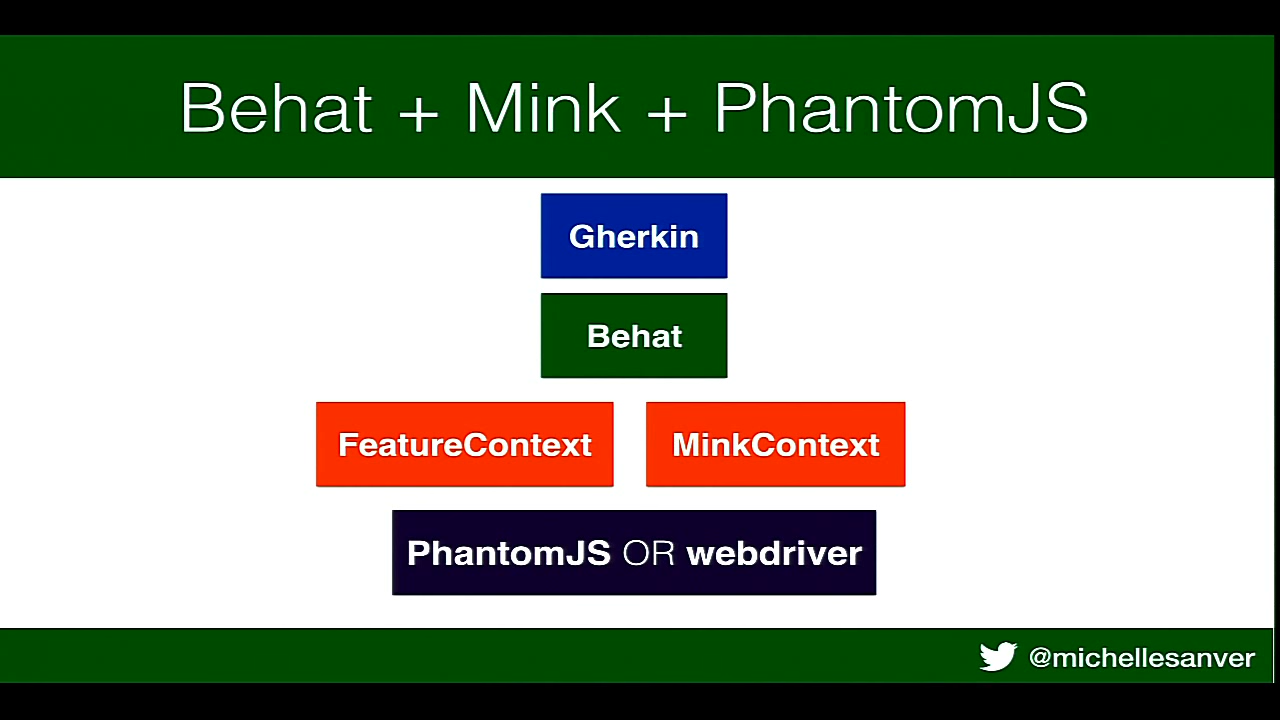 Behat + Mink + PhantomJS
Gherkin
Behat
FeatureContext MinkContext
PhantomJS OR webdriver
@michellesanver